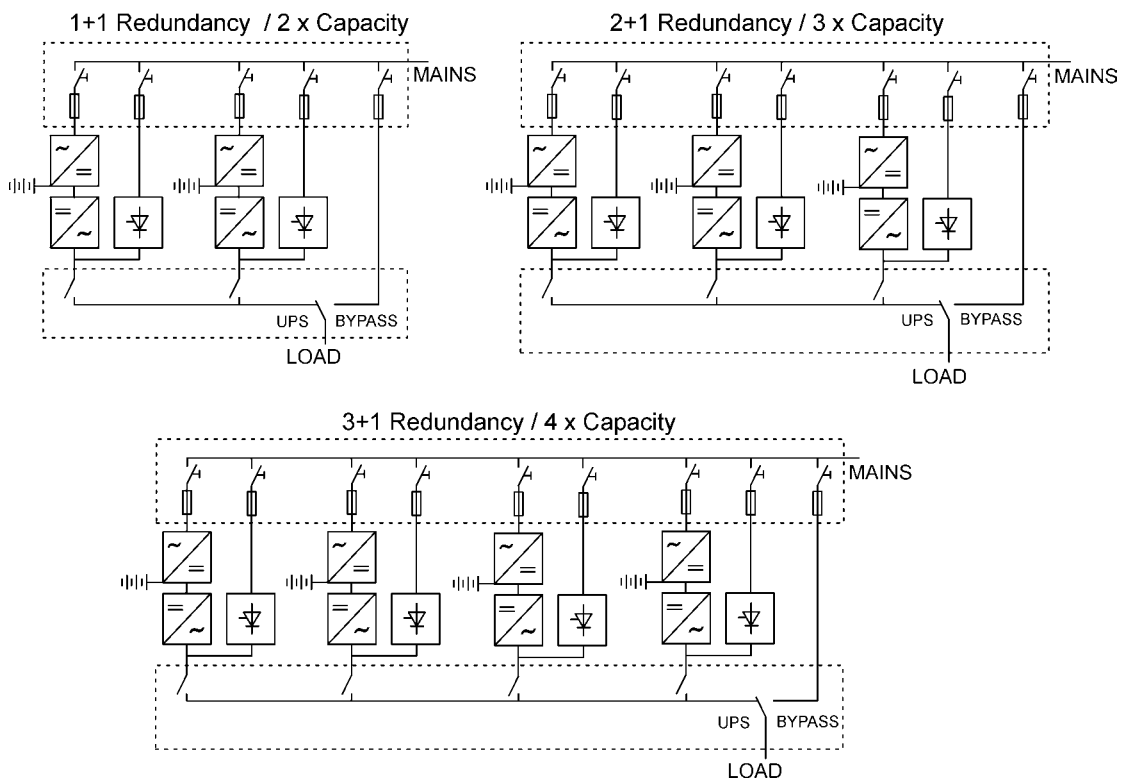 1+1 Redundancy / 2 x Capacity
MAINS
UPS BYPASS
LOAD
2+1 Redundancy / 3 x Capacity
MAINS
UPS BYPASS
LOAD
3+1 Redundancy / 4 x Capacity
MAINS
UPS BYPASS
LOAD